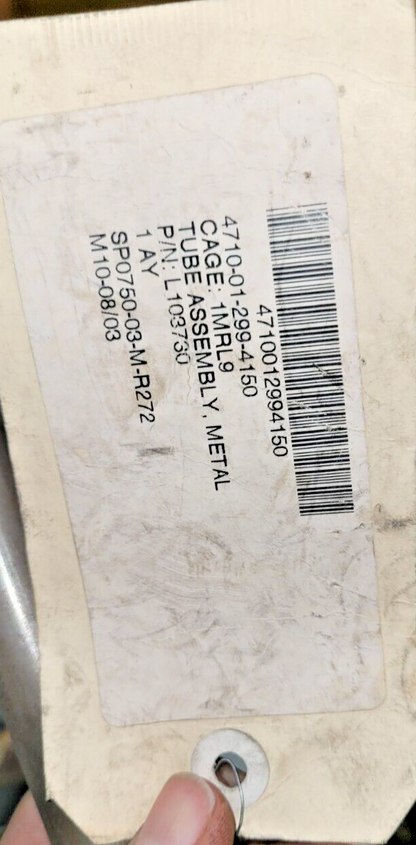 4710012994150
4710-01-299-4150
CAGE: 1MRL9
TUBE ASSEMBLY, METAL
P/N: L103730
1 AY
SP0750-03-M-R272
M10-08/03